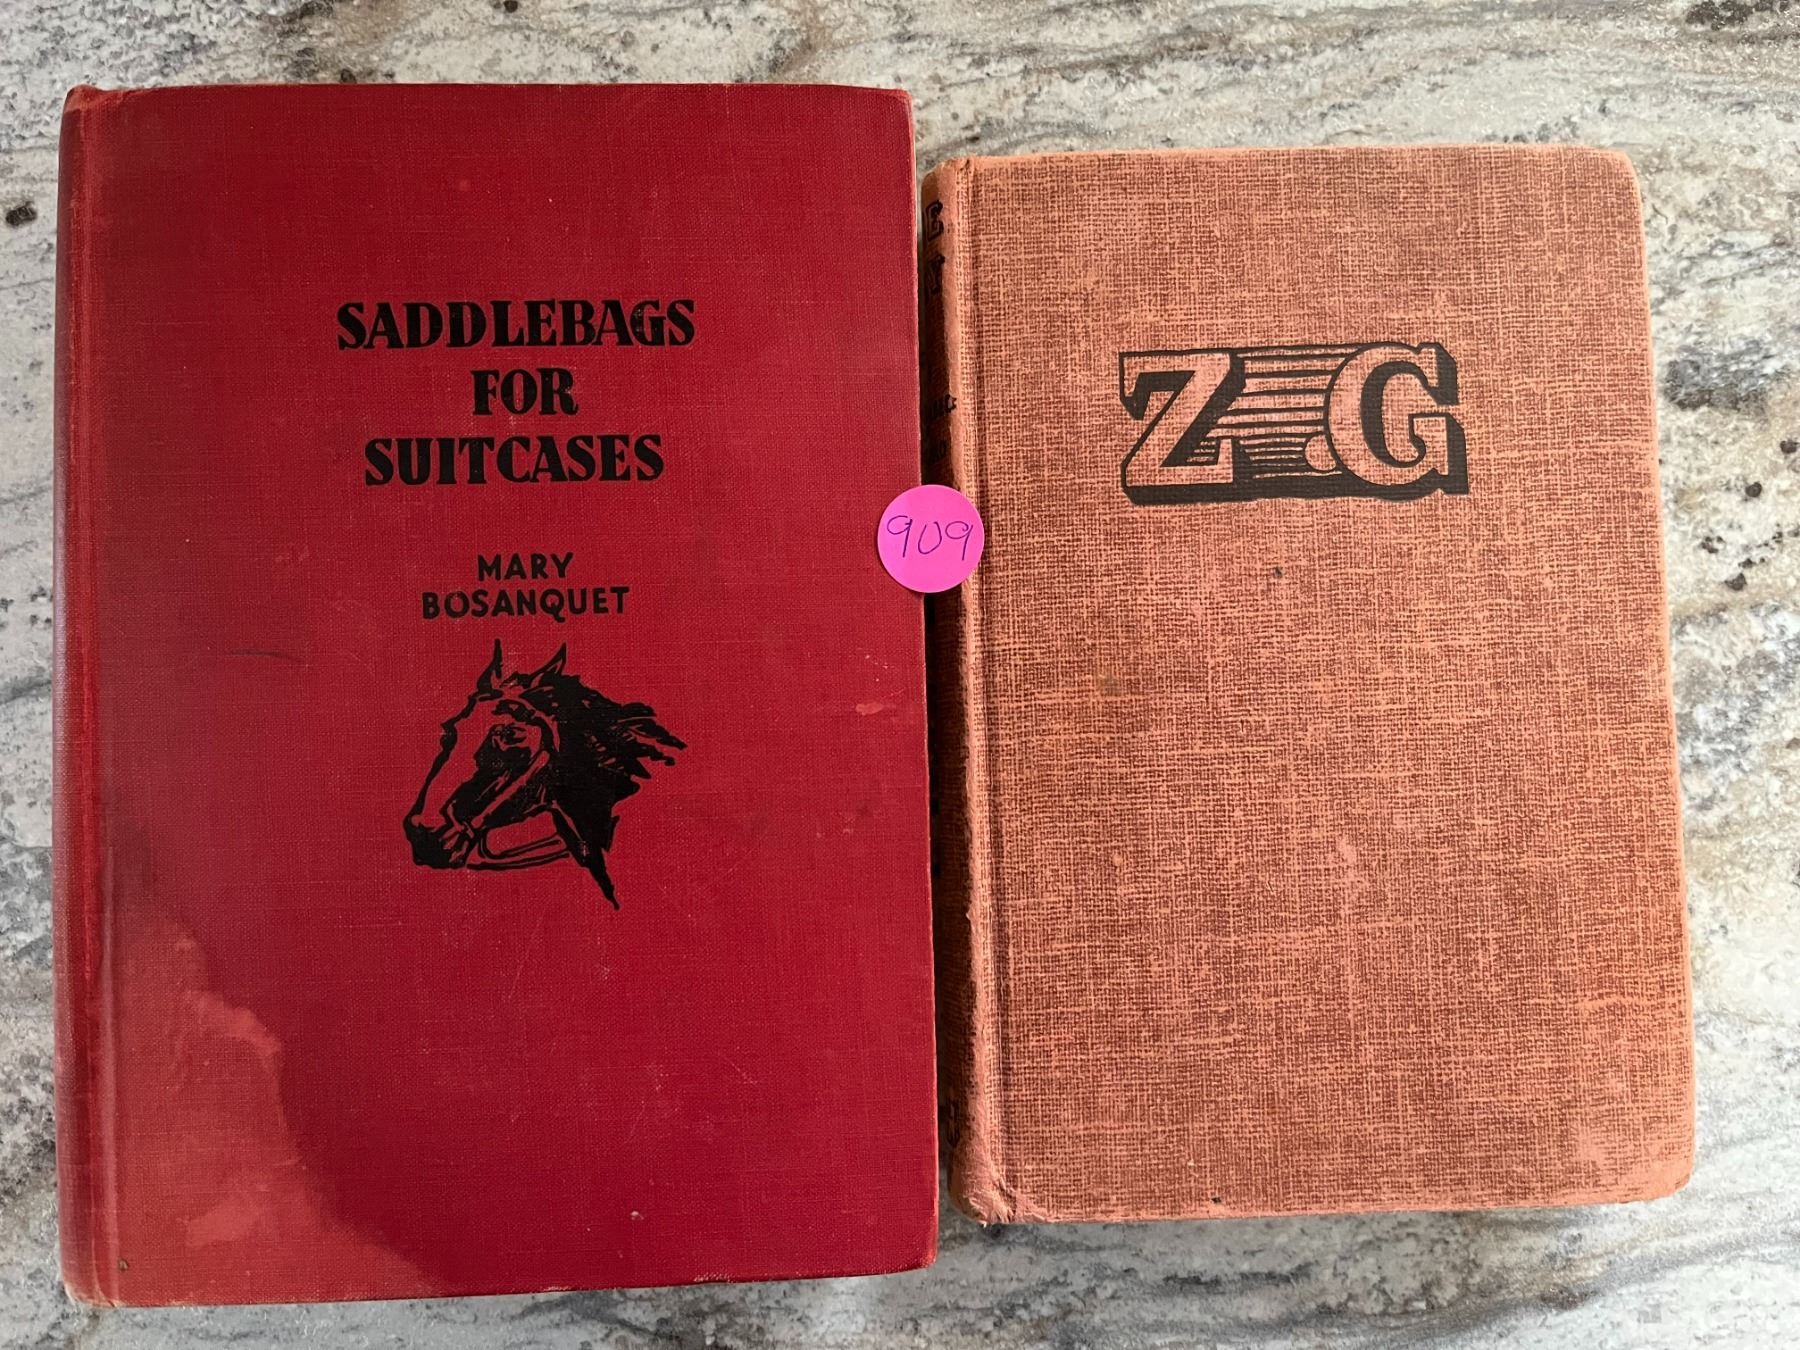 SADDLEBAGS
FOR
SUITCASES
MARY
BOSANQUET
909
Z.G
E
Y